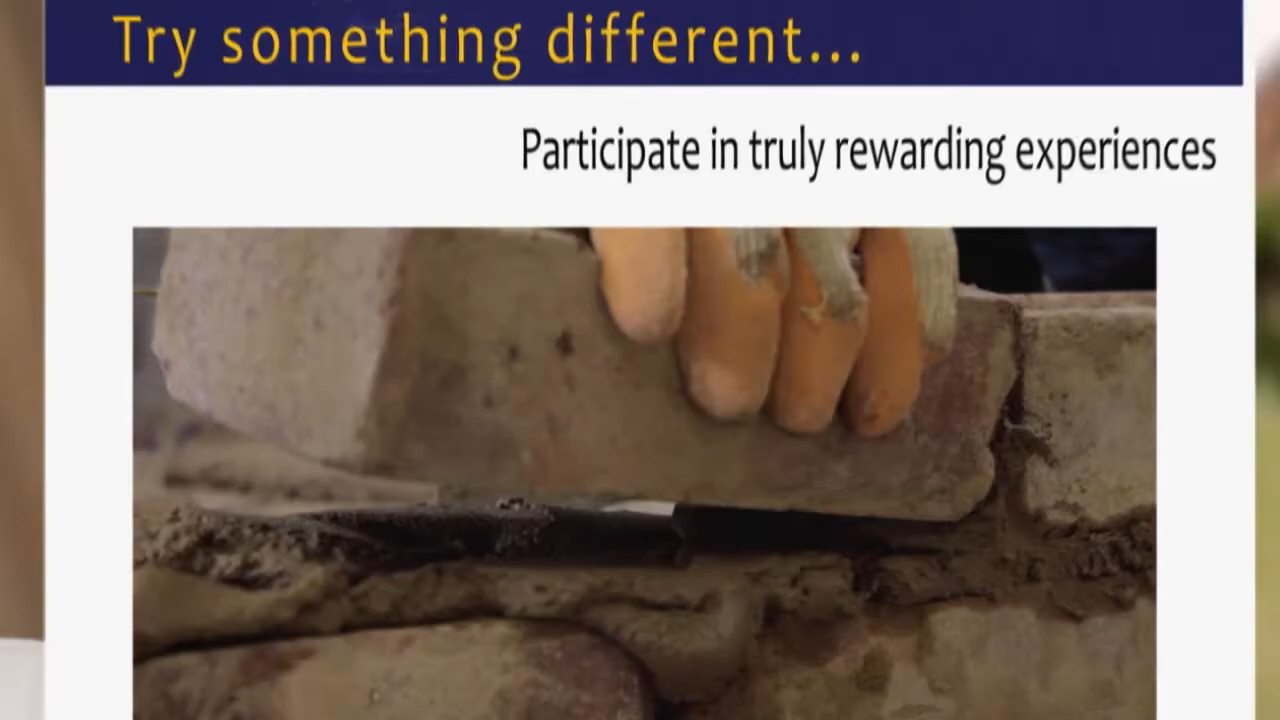 Try something different...
Participate in truly rewarding experiences